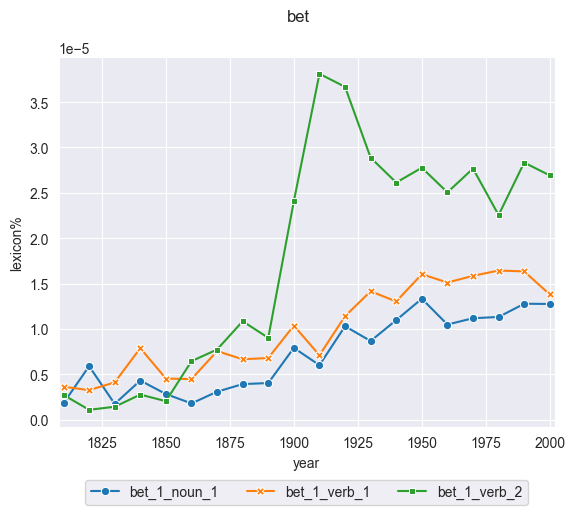 bet
1e−5
3.5
3.0
2.5
2.0
1.5
1.0
0.5
0.0
lexicon%
1825 1850 1875 1900 1925 1950 1975 2000
year
bet_1_noun_1 bet_1_verb_1 bet_1_verb_2